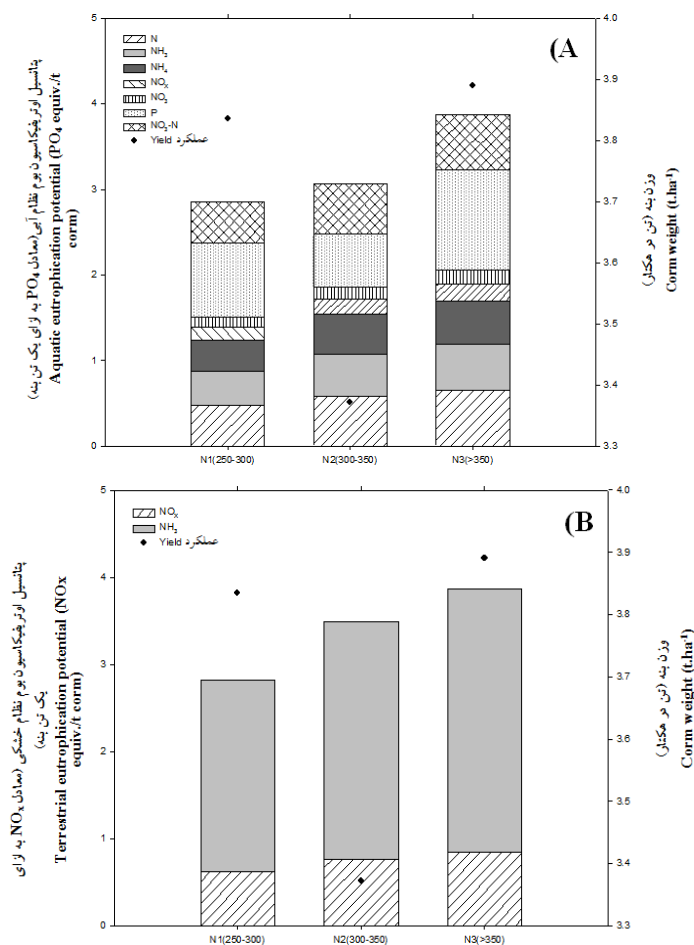 5
4
3
2
1
0
N
NH3
NH4
NOX
NO3
P
NO3-N
Yield عملکرد
(A
4.0
3.9
3.8
3.7
3.6
3.5
3.4
3.3
N1(250-300)
N2(300-350)
N3(>350)
پتانسیل اوتریفیکاسیون بوم نظام آبی(معادل PO4 به ازای یک تن بنه)
Aquatic eutrophication potential (PO4 equiv./t
corm)
وزن بنه (تن در هکتار)
Corm weight (t.ha-1)
5
4
3
2
1
0
NOX
NH3
Yield عملکرد
(B
4.0
3.9
3.8
3.7
3.6
3.5
3.4
3.3
N1(250-300)
N2(300-350)
N3(>350)
پتانسیل اوتریفیکاسیون بوم نظام خشکی (معادل NOx به ازای
یک تن بنه)
Terrestrial eutrophication potential (NOx
equiv./t corm)
وزن بنه (تن در هکتار)
Corm weight (t.ha-1)